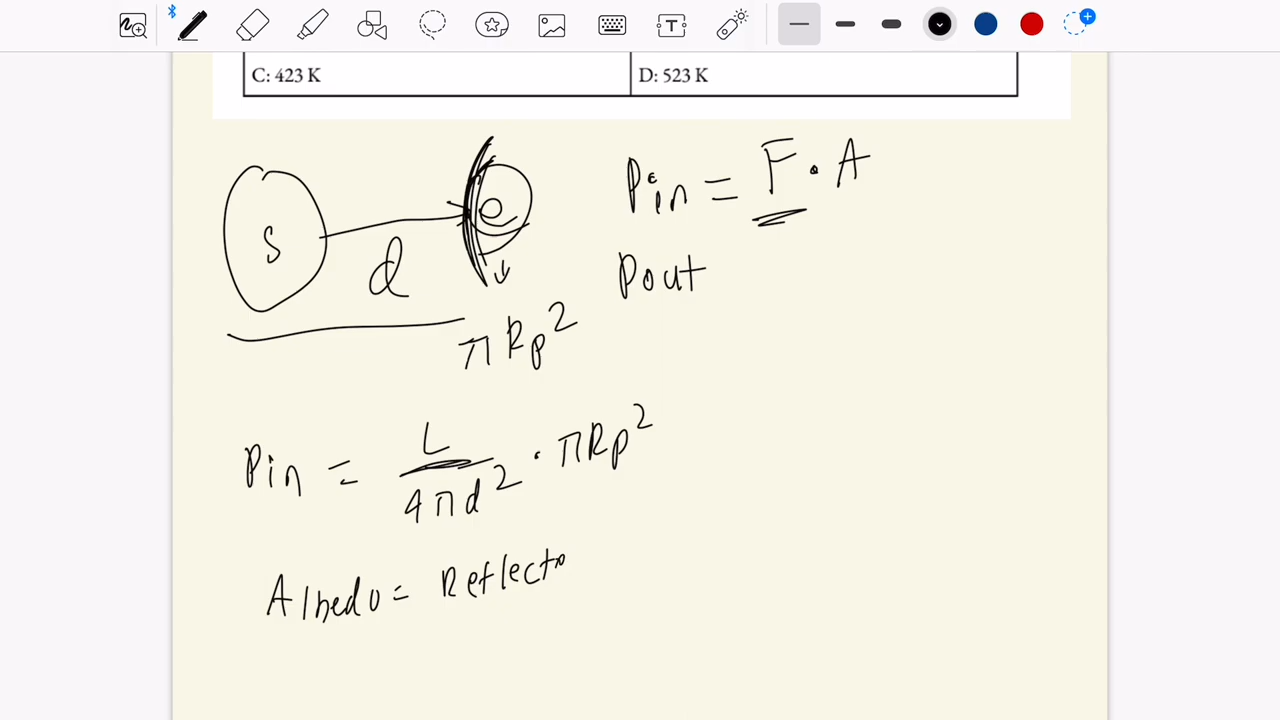 C: 423 K
D: 523 K
S
d
πRp²
Pin = F · A
Pout
Pin = L / 4πd² · πRp²
Albedo = Reflecto